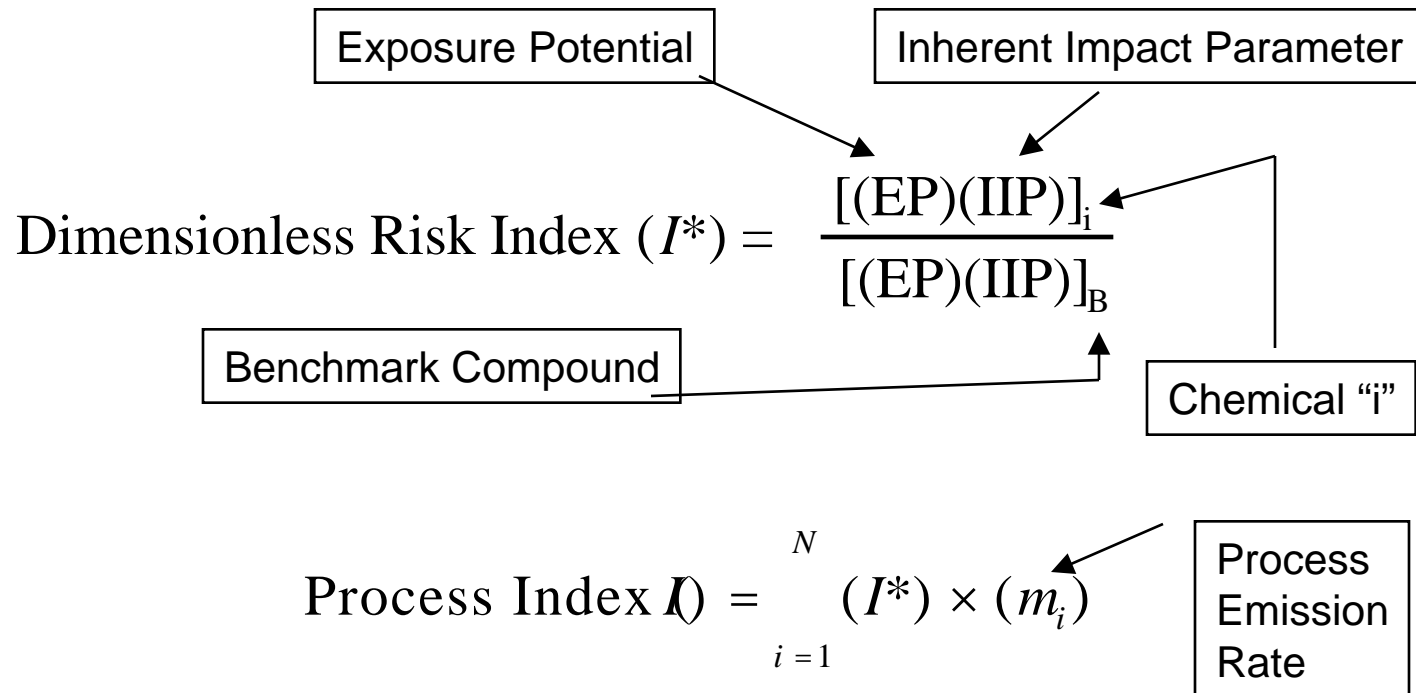 Exposure Potential
Inherent Impact Parameter
Dimensionless Risk Index (I*) =
[(EP)(IIP)]i
[(EP)(IIP)]B
Benchmark Compound
Chemical “i”
N
Process Index I() = (I*) × (mi)
i = 1
Process
Emission
Rate